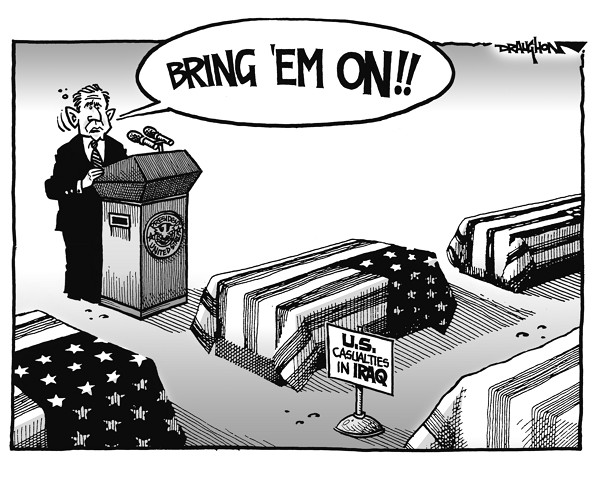 DRAUGHON
BRING 'EM ON!!
U.S.
CASUALTIES
IN IRAQ